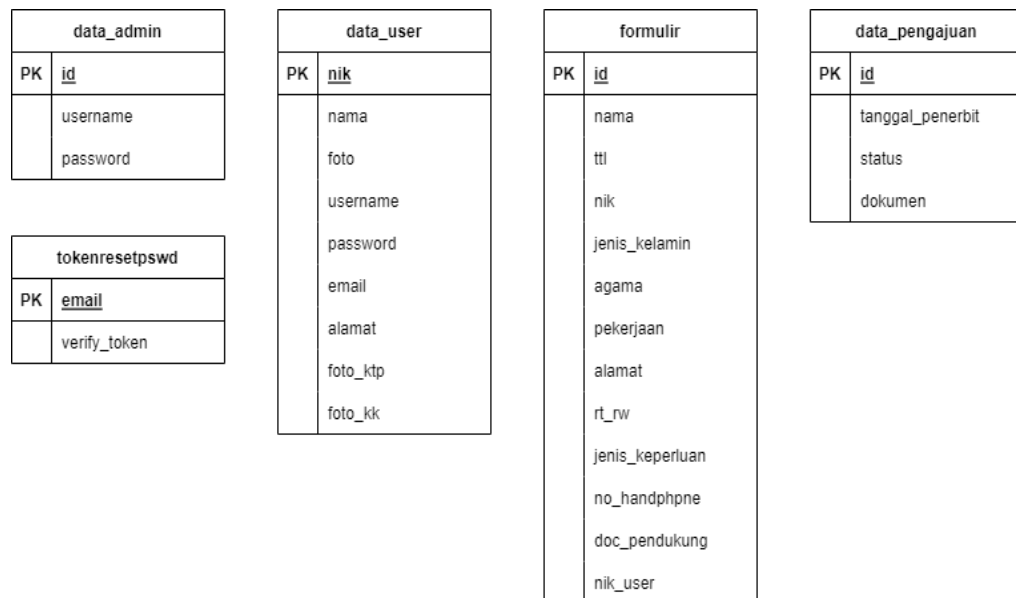 data_admin
PK id
username
password
tokenresetpswd
PK email
verify_token
data_user
PK nik
nama
foto
username
password
email
alamat
foto_ktp
foto_kk
formulir
PK id
nama
ttl
nik
jenis_kelamin
agama
pekerjaan
alamat
rt_rw
jenis_keperluan
no_handphpne
doc_pendukung
nik_user
data_pengajuan
PK id
tanggal_penerbit
status
dokumen